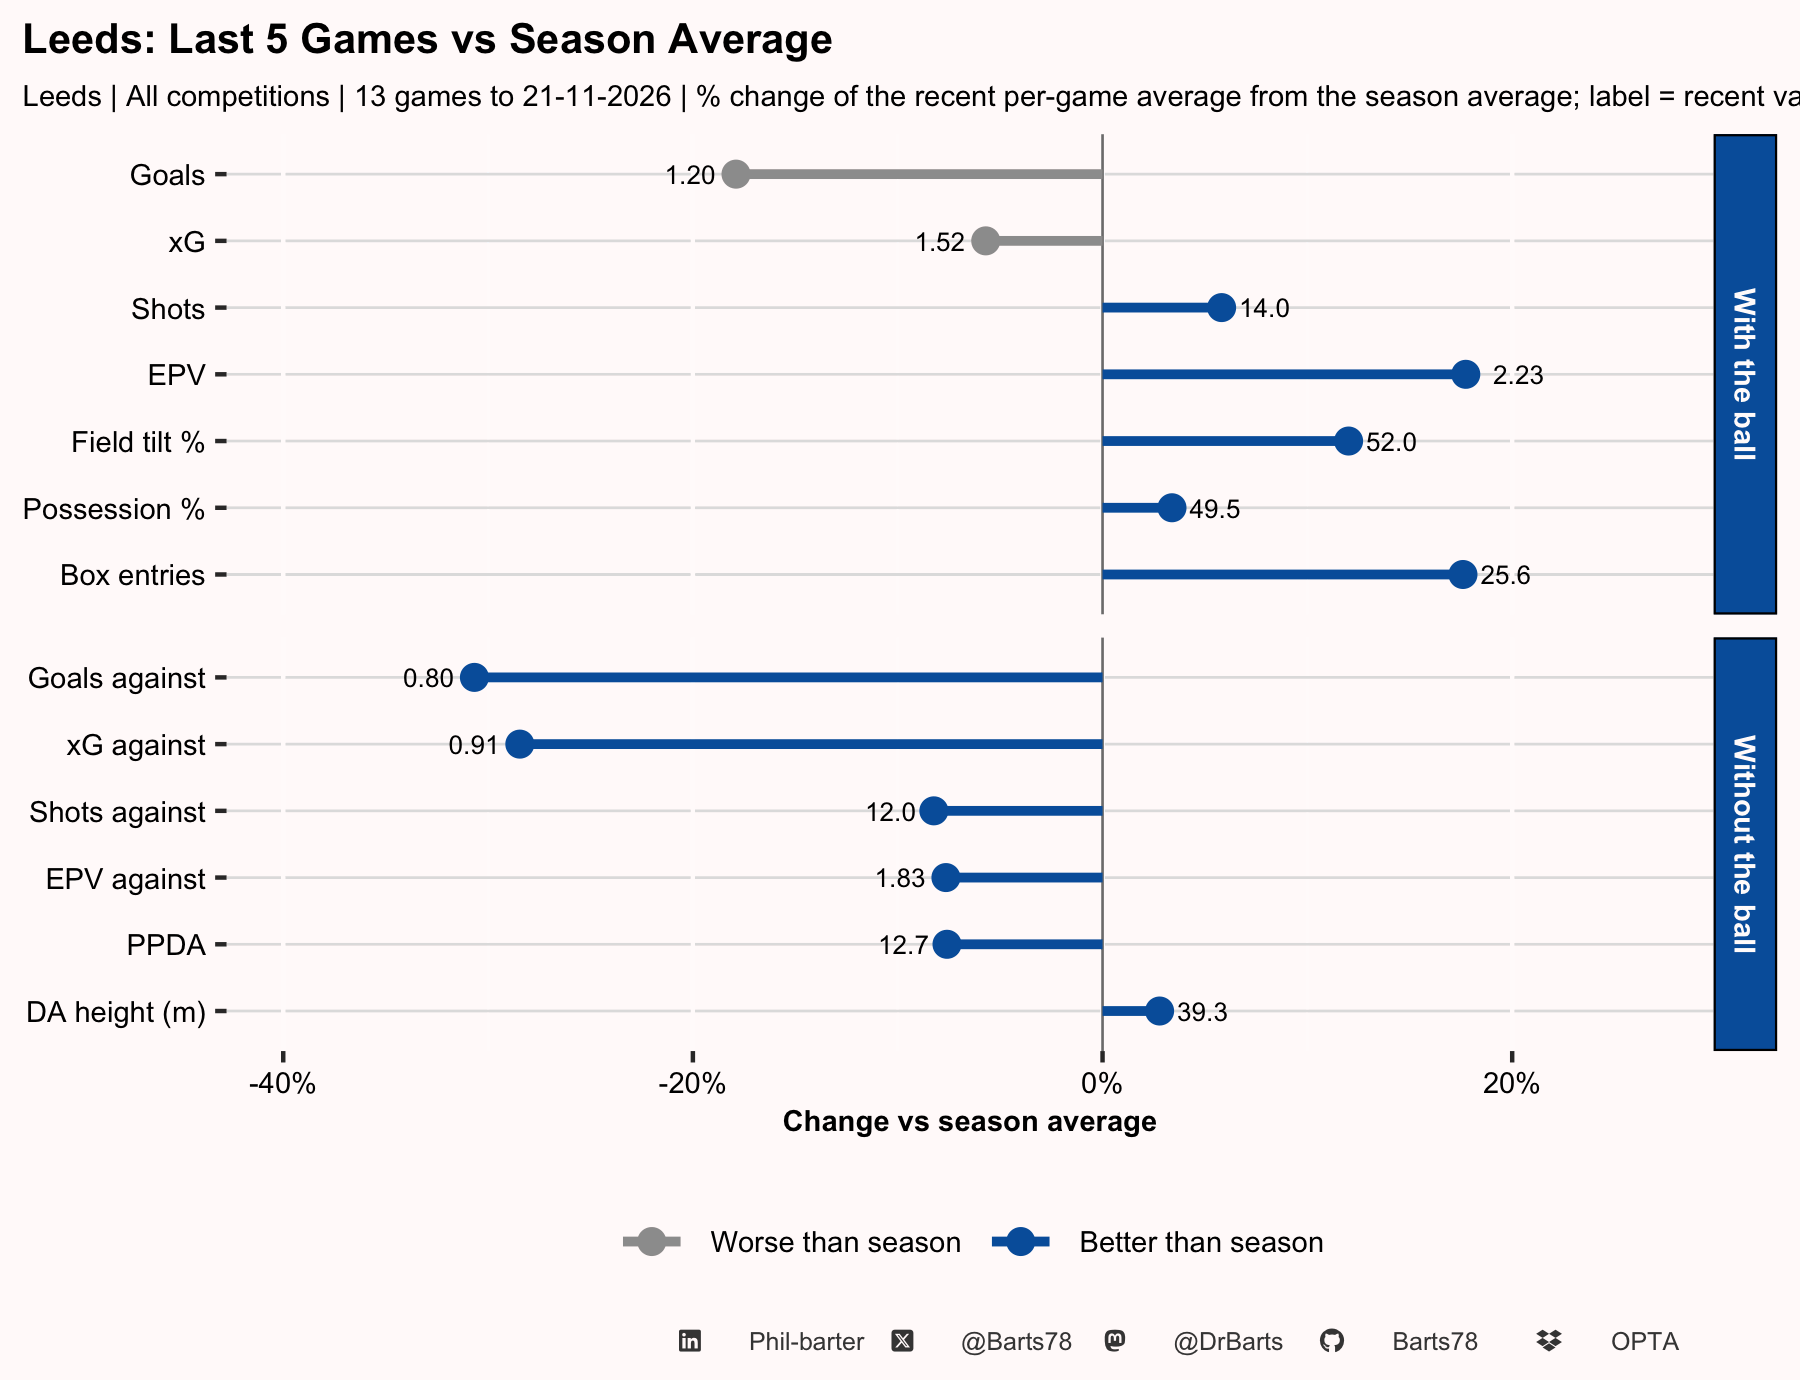 Leeds: Last 5 Games vs Season Average
Leeds | All competitions | 13 games to 21-11-2026 | % change of the recent per-game average from the season average; label = recent va
Goals 1.20
xG 1.52
Shots 14.0
EPV 2.23
Field tilt % 52.0
Possession % 49.5
Box entries 25.6
With the ball
Goals against 0.80
xG against 0.91
Shots against 12.0
EPV against 1.83
PPDA 12.7
DA height (m) 39.3
Without the ball
-40% -20% 0% 20%
Change vs season average
Worse than season Better than season
Phil-barter @Barts78 @DrBarts Barts78 OPTA